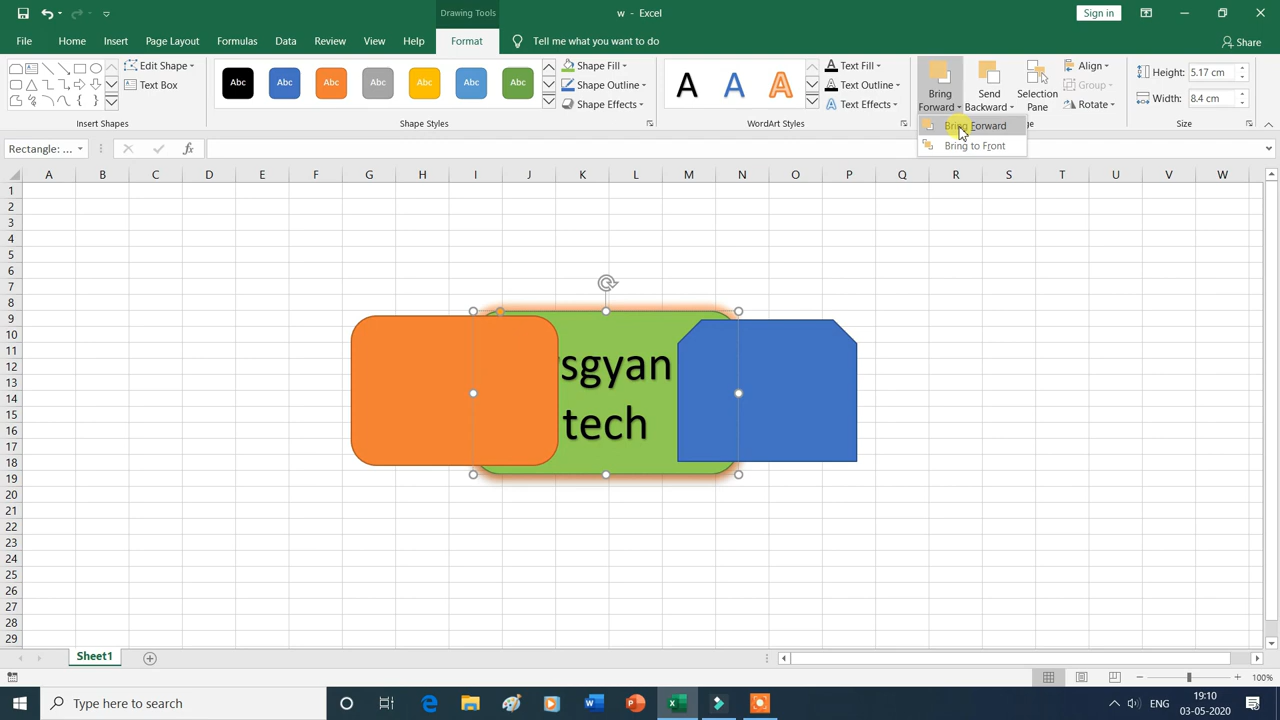 Drawing Tools
w - Excel
Sign in
File Home Insert Page Layout Formulas Data Review View Help Format Tell me what you want to do Share
Edit Shape
Text Box
Insert Shapes
Abc Abc Abc Abc Abc Abc Abc
Shape Styles
Shape Fill
Shape Outline
Shape Effects
A A A
WordArt Styles
Text Fill
Text Outline
Text Effects
Bring Forward
Send Backward
Selection Pane
Align
Group
Rotate
Height: 5.17 cm
Width: 8.4 cm
Size
Bring Forward
Bring to Front
Rectangle: ...
fx
A B C D E F G H I J K L M N O P Q R S T U V W
1
2
3
4
5
6
7
8
9
10
11
12
13
14
15
16
17
18
19
20
21
22
23
24
25
26
27
28
29
sgyan
tech
Sheet1
100%
Type here to search
ENG
19:10
03-05-2020